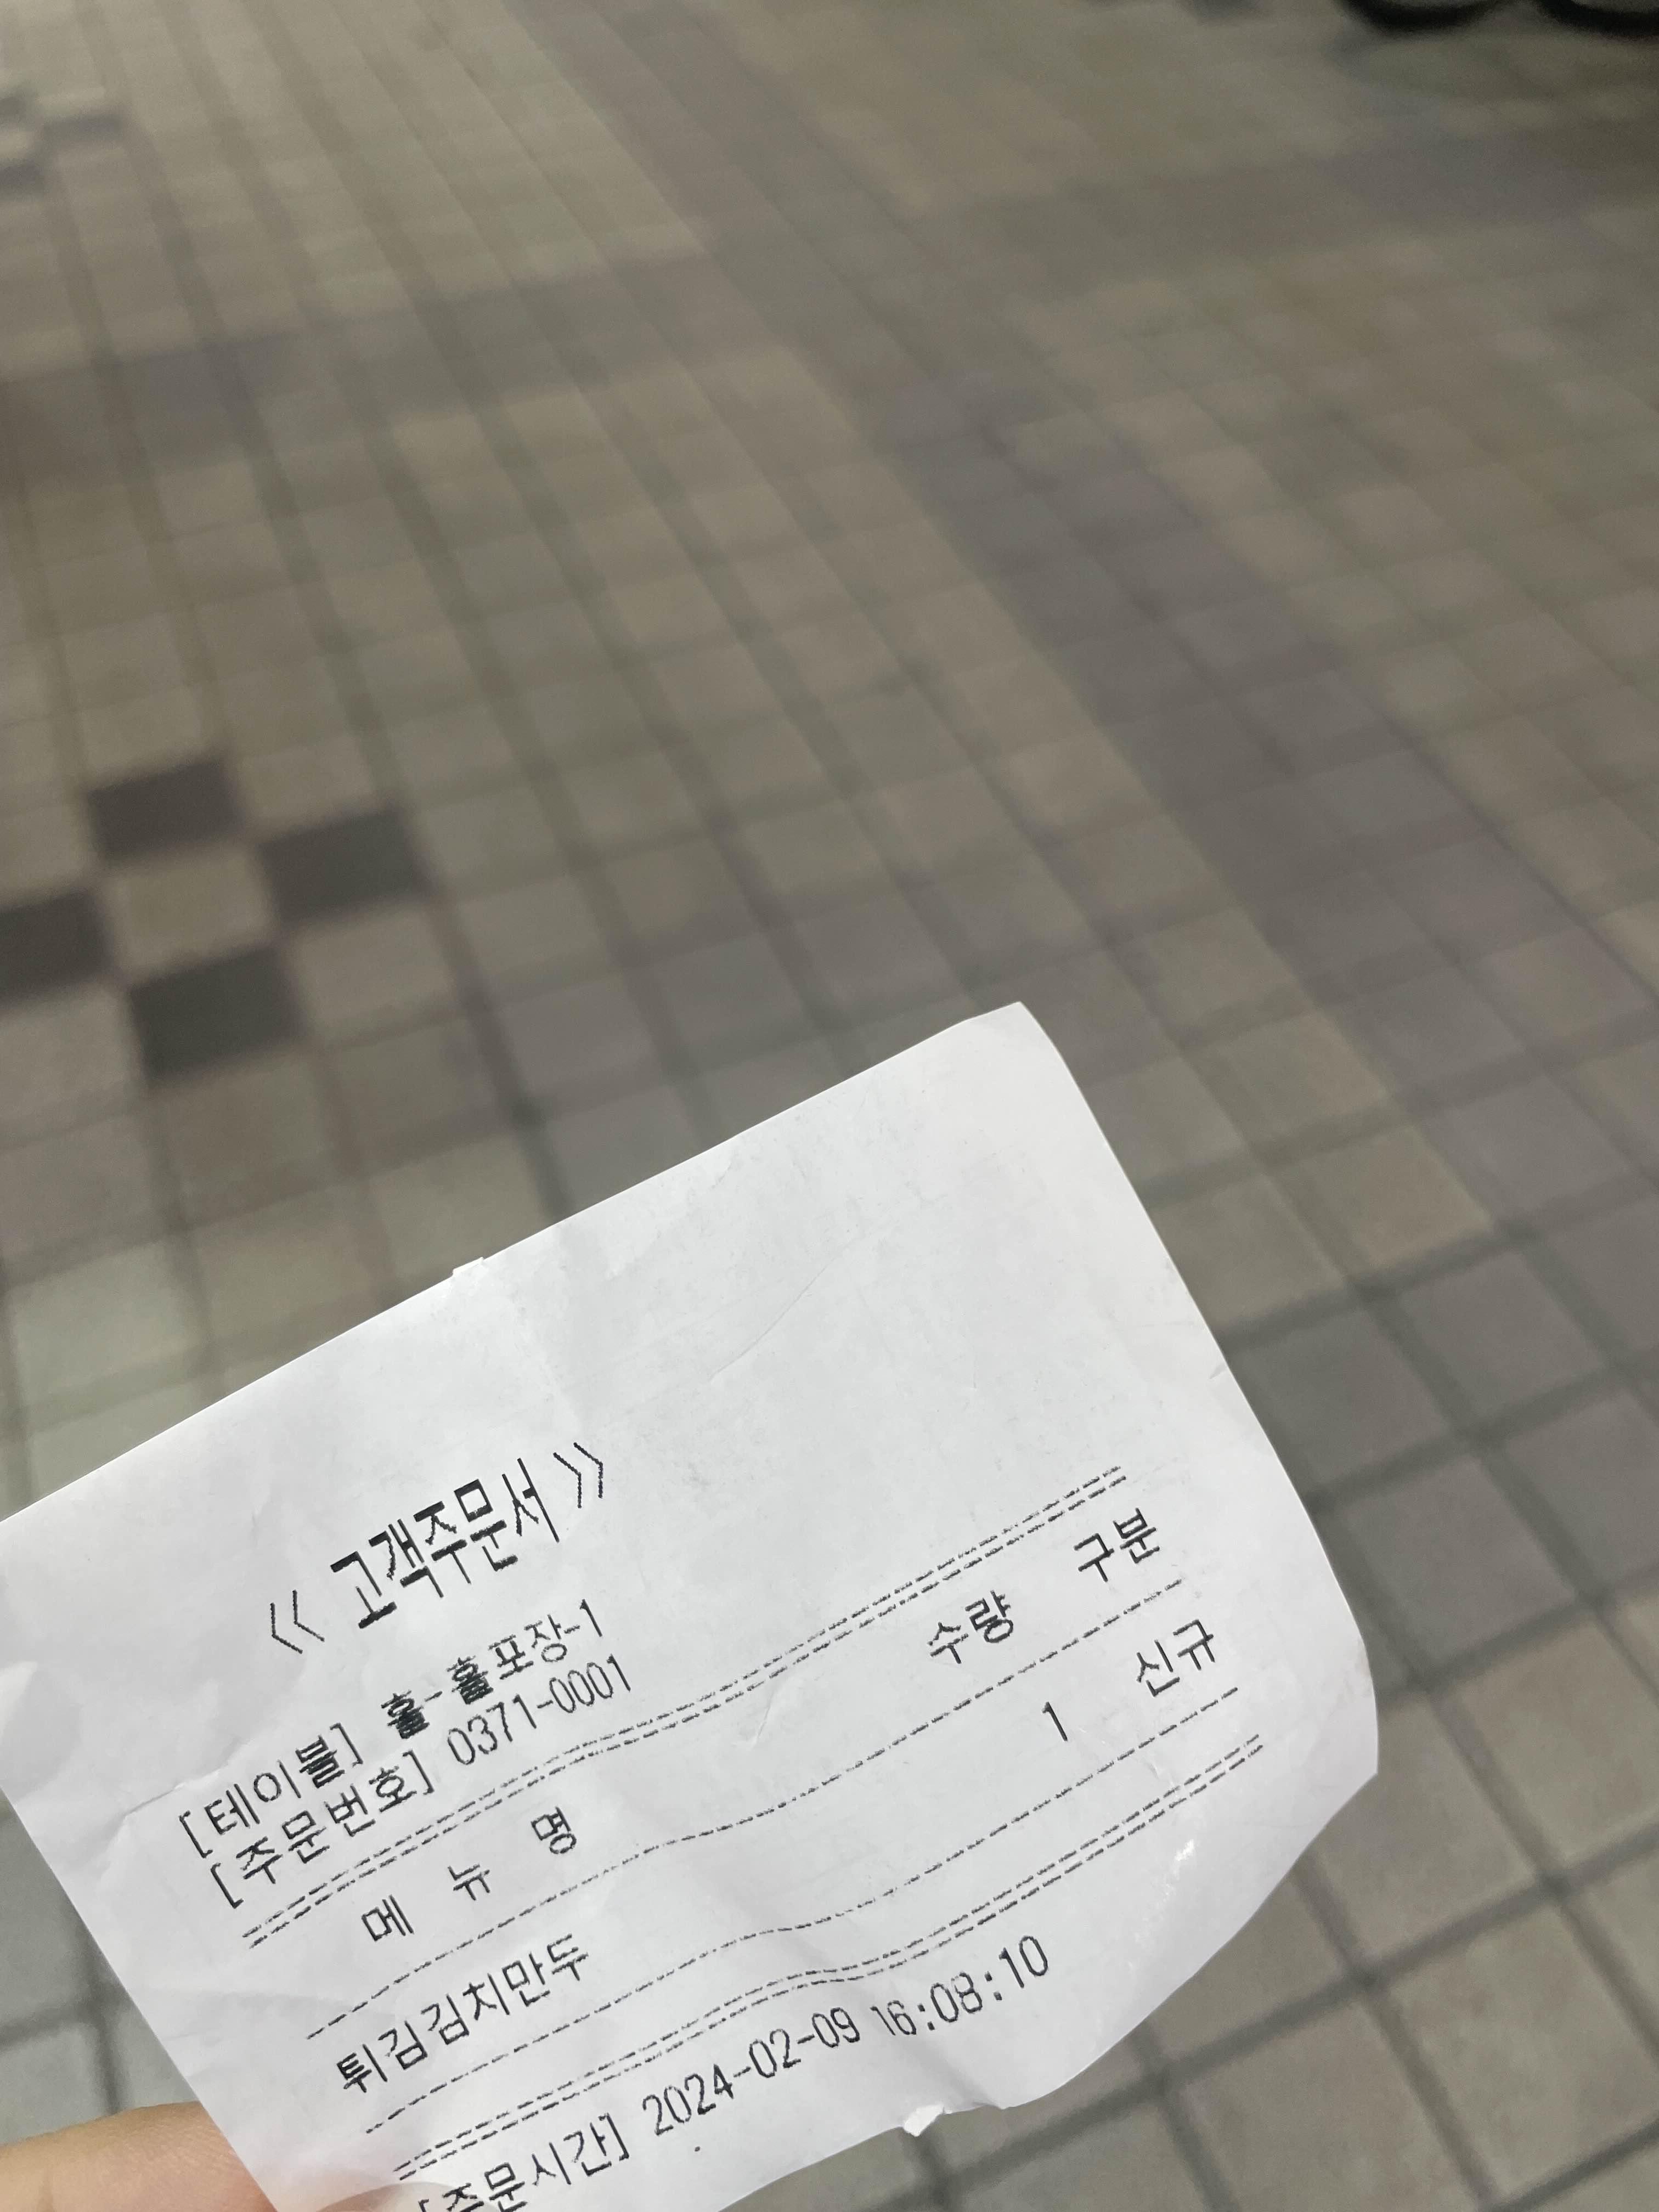 << 고객주문서 >>
[테이블] 홀-홀포장-1
[주문번호] 0371-0001
메 뉴 명 수량 구분
튀김김치만두 1 신규
[주문시간] 2024-02-09 16:08:10